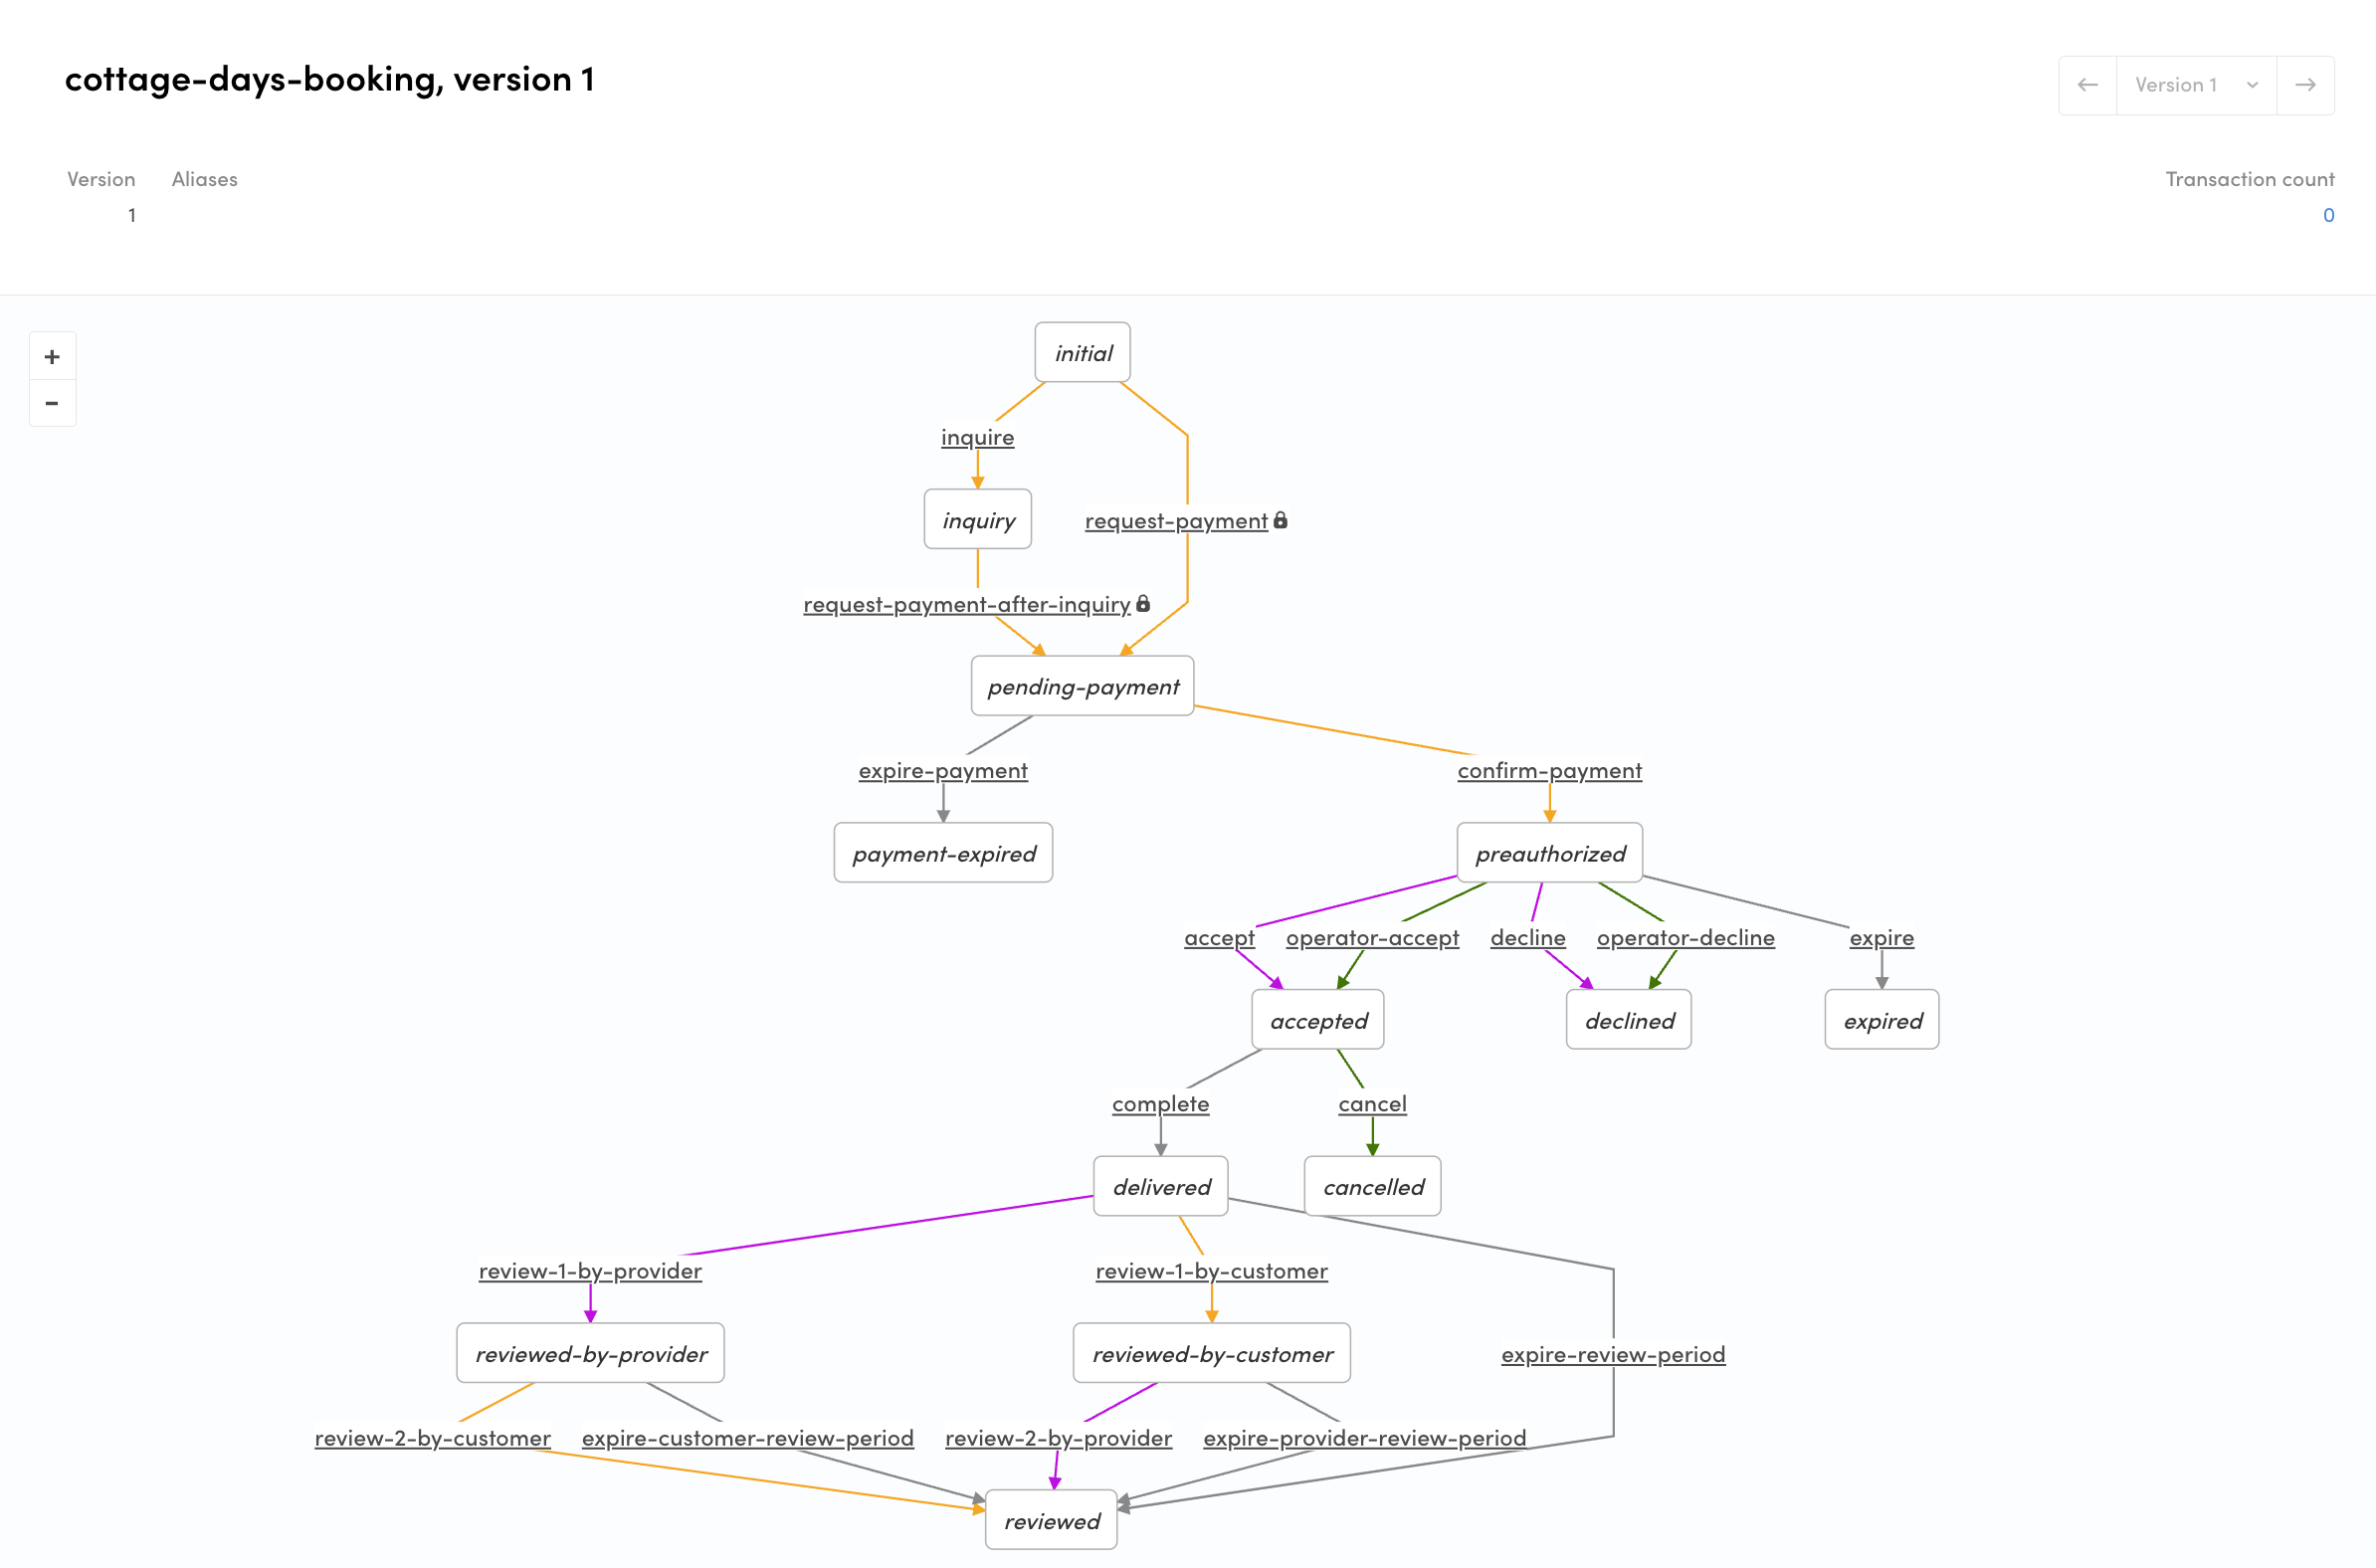 cottage-days-booking, version 1
Version 1
Version Aliases
Transaction count
1
0
+
−
initial
inquire
inquiry
request-payment
request-payment-after-inquiry
pending-payment
expire-payment
confirm-payment
payment-expired
preauthorized
accept
operator-accept
decline
operator-decline
expire
accepted
declined
expired
complete
cancel
delivered
cancelled
review-1-by-provider
review-1-by-customer
reviewed-by-provider
reviewed-by-customer
expire-review-period
review-2-by-customer
expire-customer-review-period
review-2-by-provider
expire-provider-review-period
reviewed